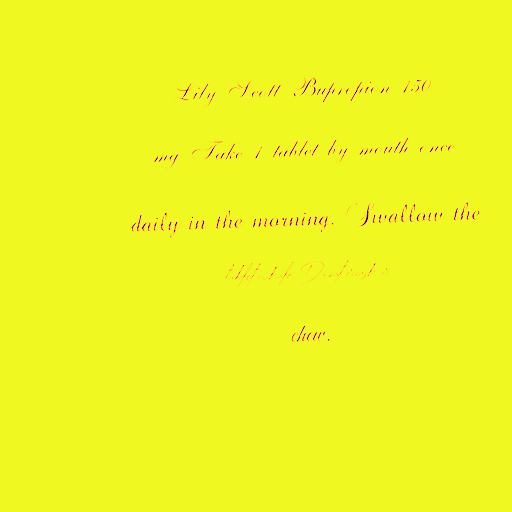 Lily Scott Bupropion 150
mg Take 1 tablet by mouth once
daily in the morning. Swallow the
chew.